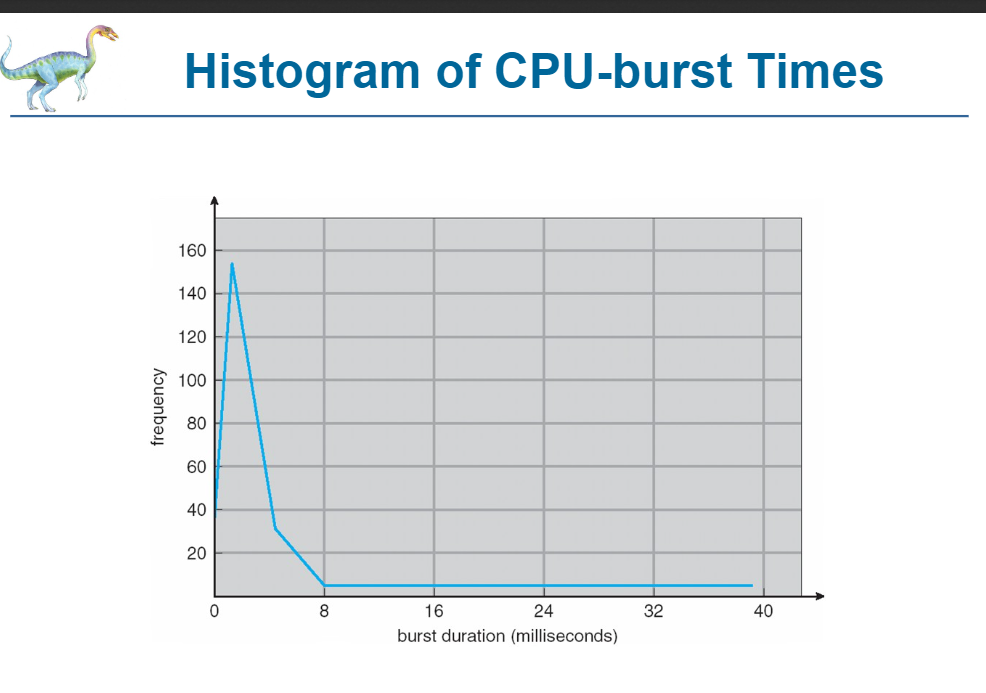 Histogram of CPU-burst Times
160
140
120
100
80
60
40
20
frequency
0 8 16 24 32 40
burst duration (milliseconds)